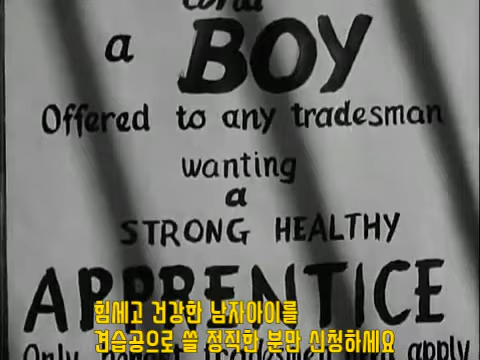 a BOY
Offered to any tradesman
wanting
a
STRONG HEALTHY
APPRENTICE
힘세고 건강한 남자아이를
Only apply
견습공으로 쓸 정직한 분만 신청하세요